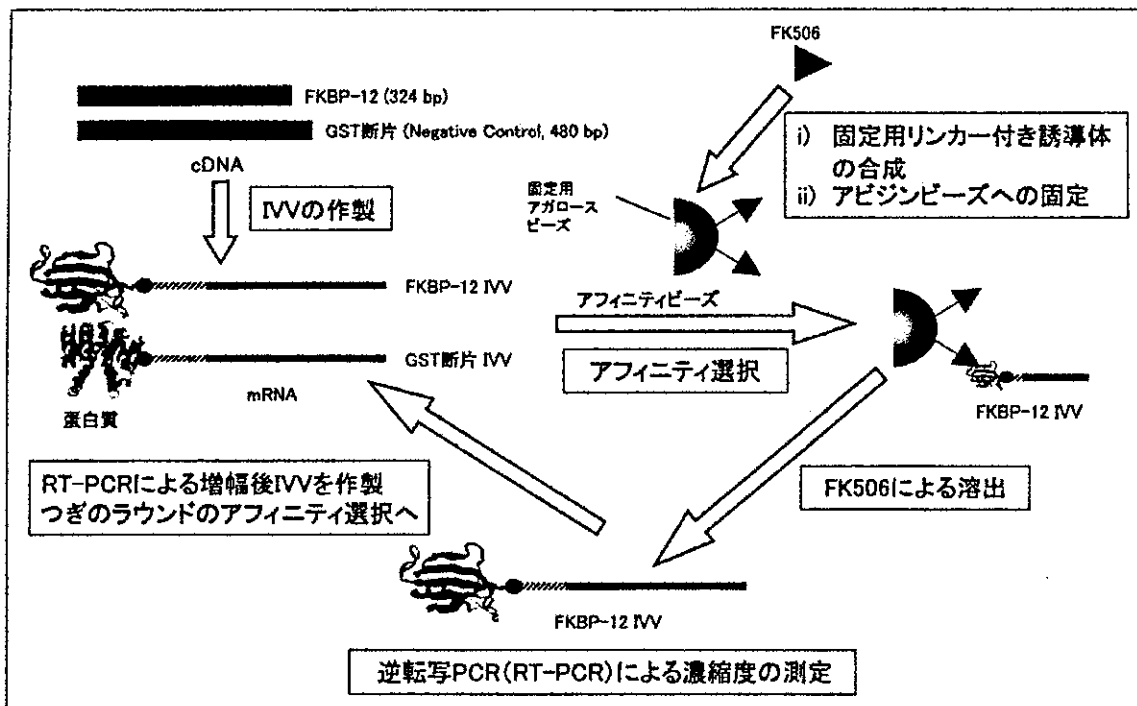 FK506
FKBP-12 (324 bp)
GST断片 (Negative Control, 480 bp)
cDNA
IVVの作製
i) 固定用リンカー付き誘導体
の合成
ii) アビジンビーズへの固定
固定用
アガロース
ビーズ
FKBP-12 IVV
GST断片 IVV
mRNA
蛋白質
アフィニティビーズ
アフィニティ選択
FKBP-12 IVV
RT-PCRによる増幅後IVVを作製
つぎのラウンドのアフィニティ選択へ
FK506による溶出
FKBP-12 IVV
逆転写PCR(RT-PCR)による濃縮度の測定